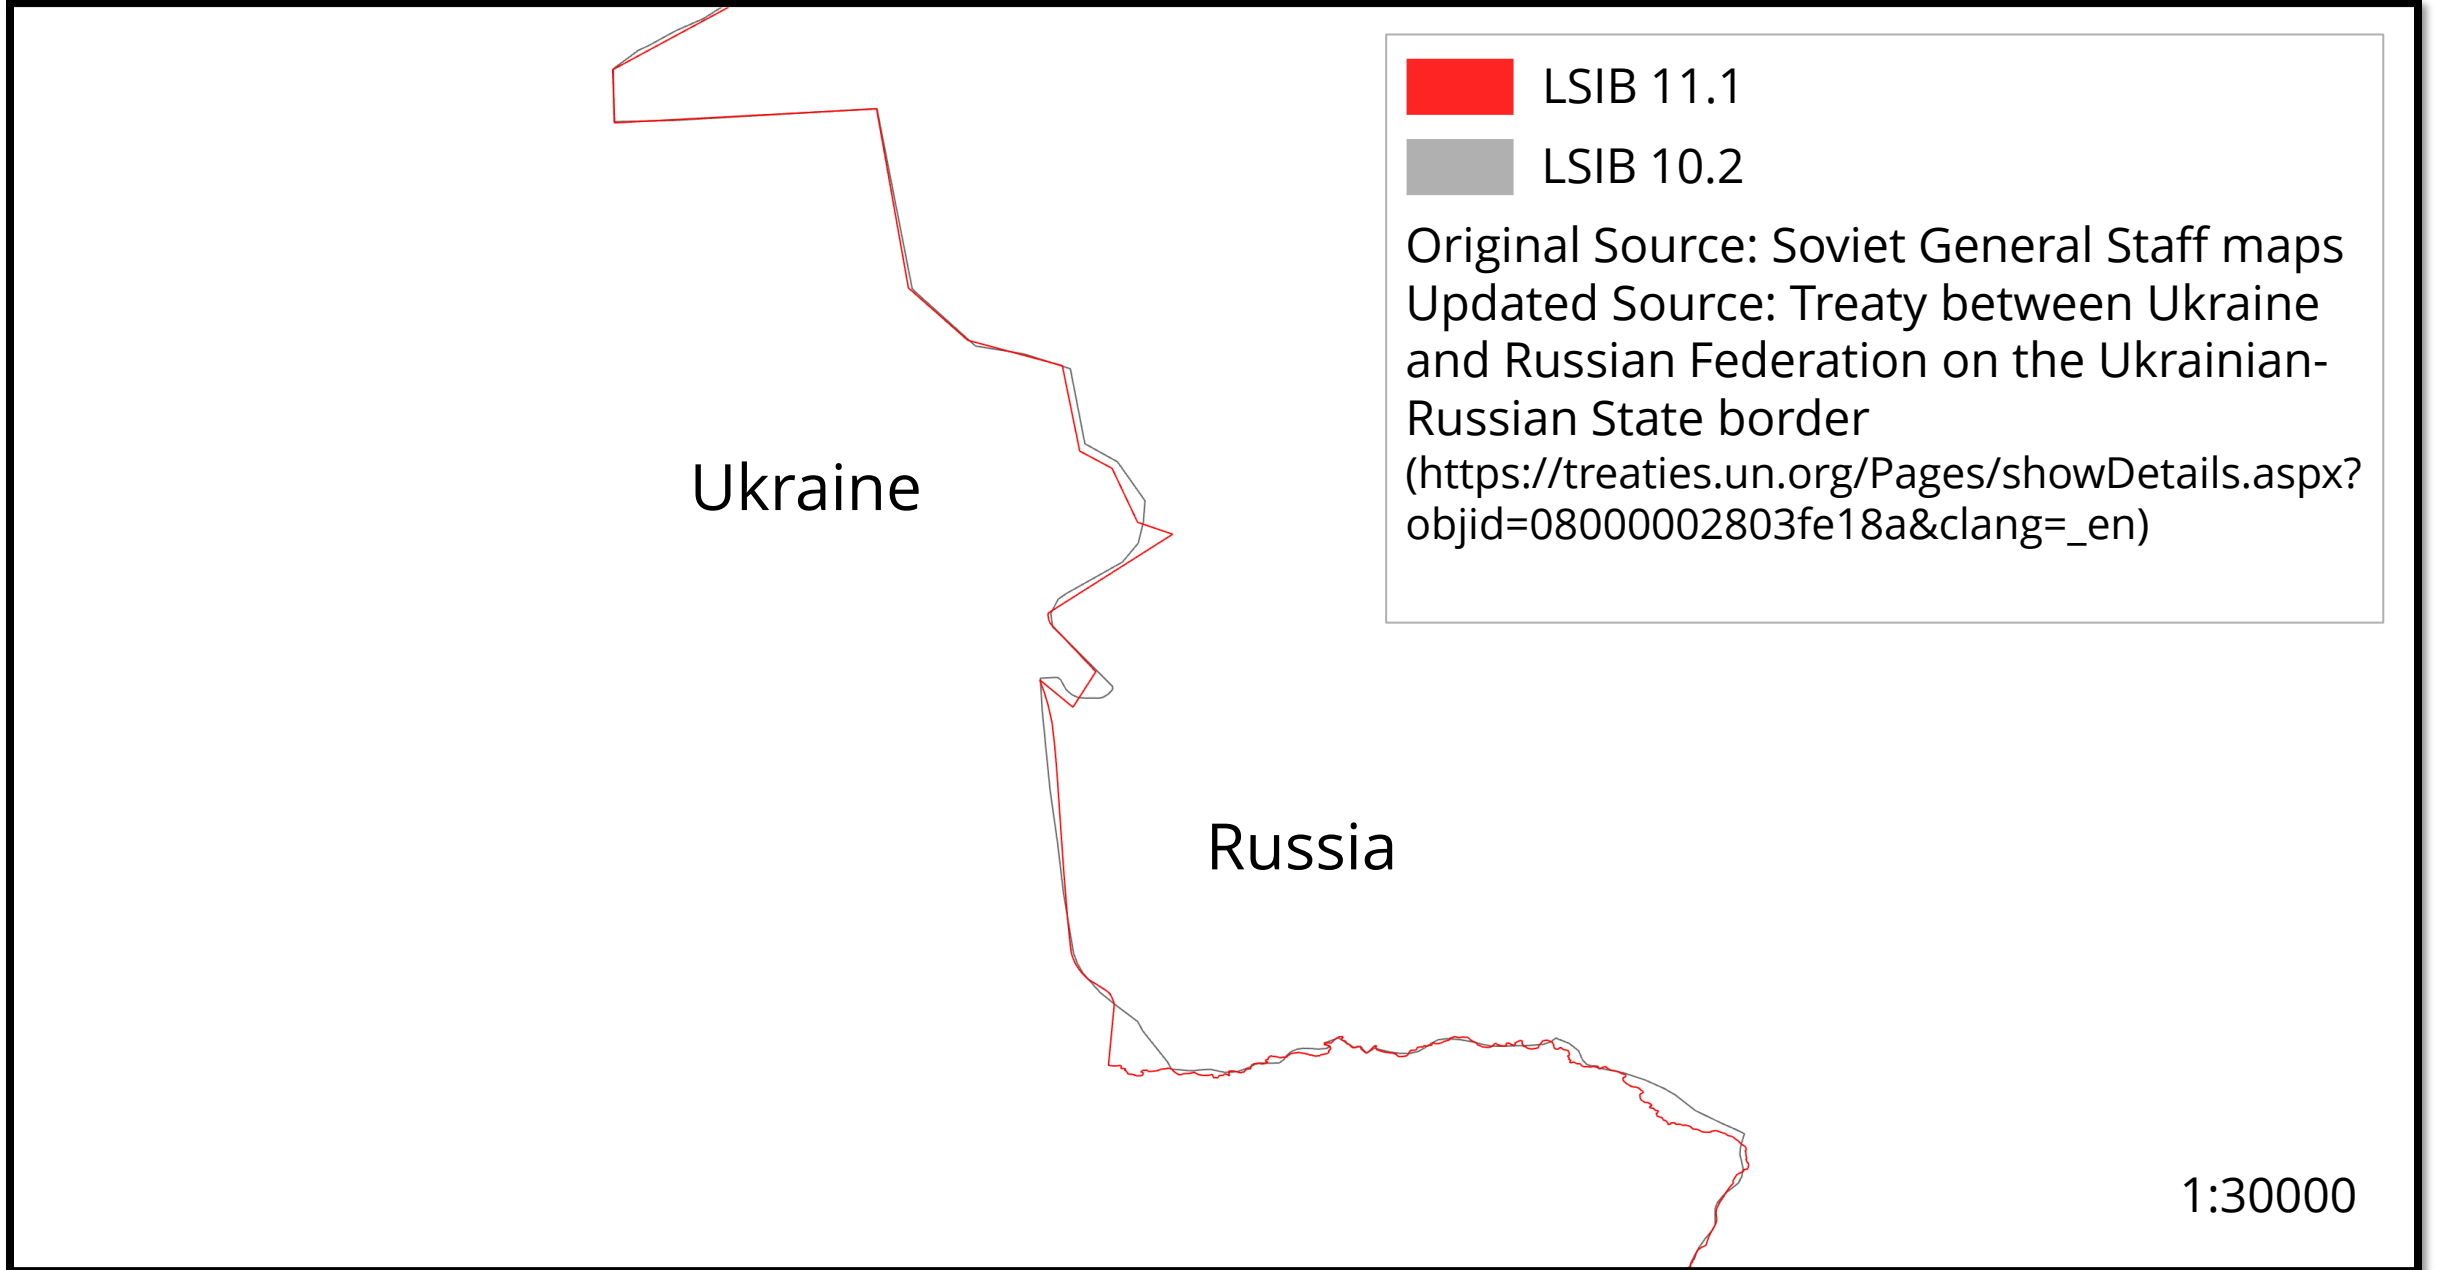 LSIB 11.1
LSIB 10.2
Original Source: Soviet General Staff maps
Updated Source: Treaty between Ukraine
and Russian Federation on the Ukrainian-
Russian State border
(https://treaties.un.org/Pages/showDetails.aspx?
objid=08000002803fe18a&clang=_en)
Ukraine
Russia
1:30000